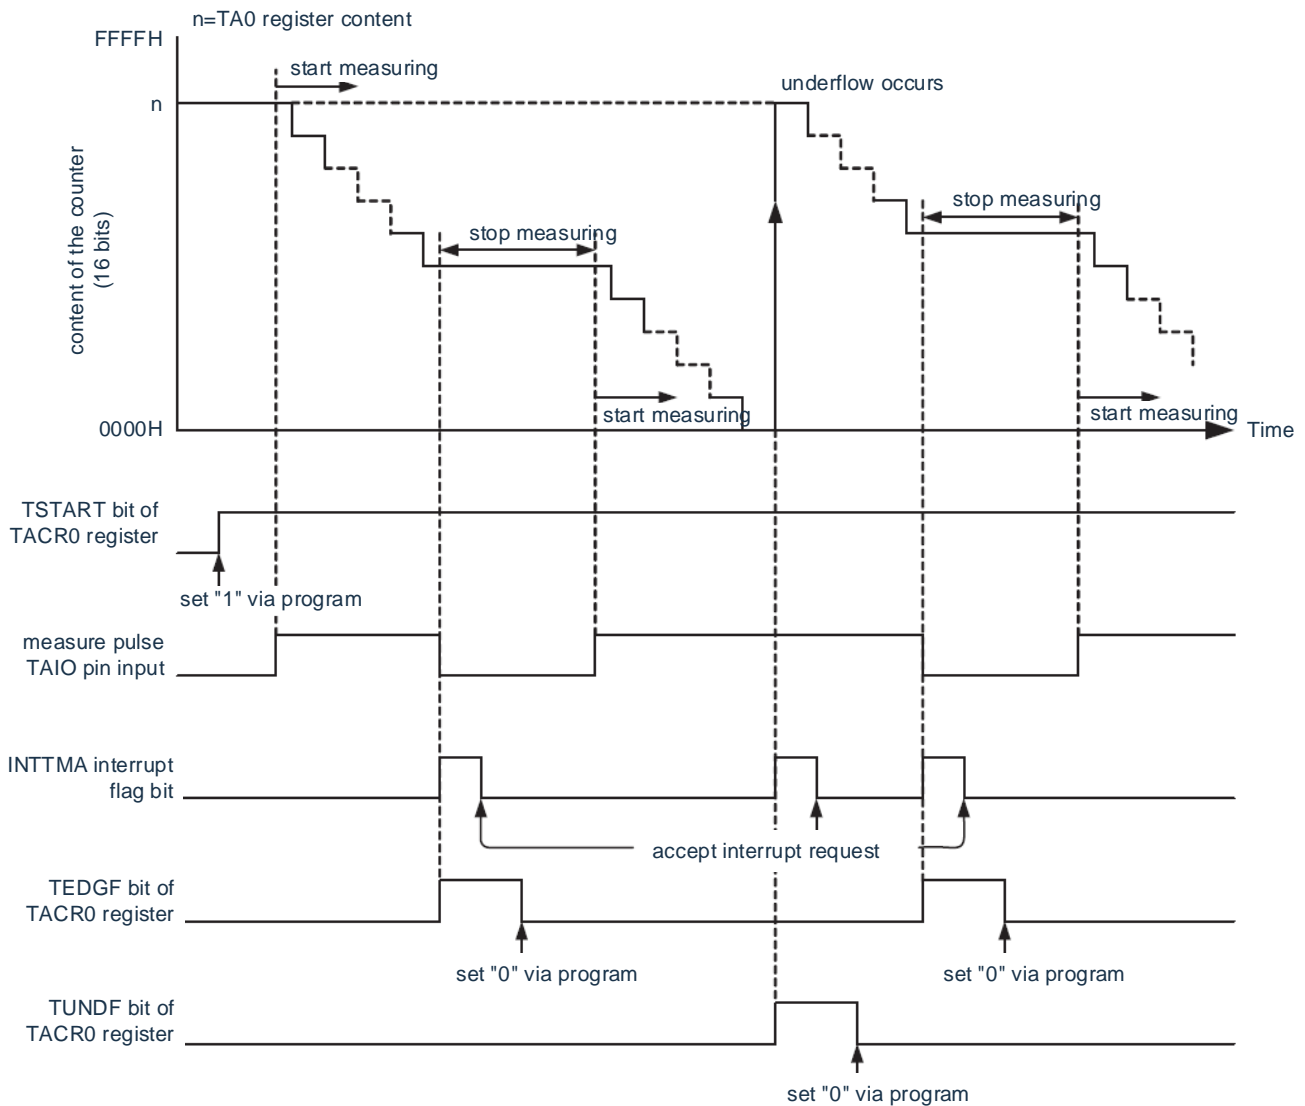 n=TA0 register content
FFFFH
start measuring
underflow occurs
n
content of the counter
(16 bits)
stop measuring
stop measuring
start measuring
start measuring
0000H
Time
TSTART bit of
TACR0 register
set "1" via program
measure pulse
TAIO pin input
INTTMA interrupt
flag bit
accept interrupt request
TEDGF bit of
TACR0 register
set "0" via program
set "0" via program
TUNDF bit of
TACR0 register
set "0" via program